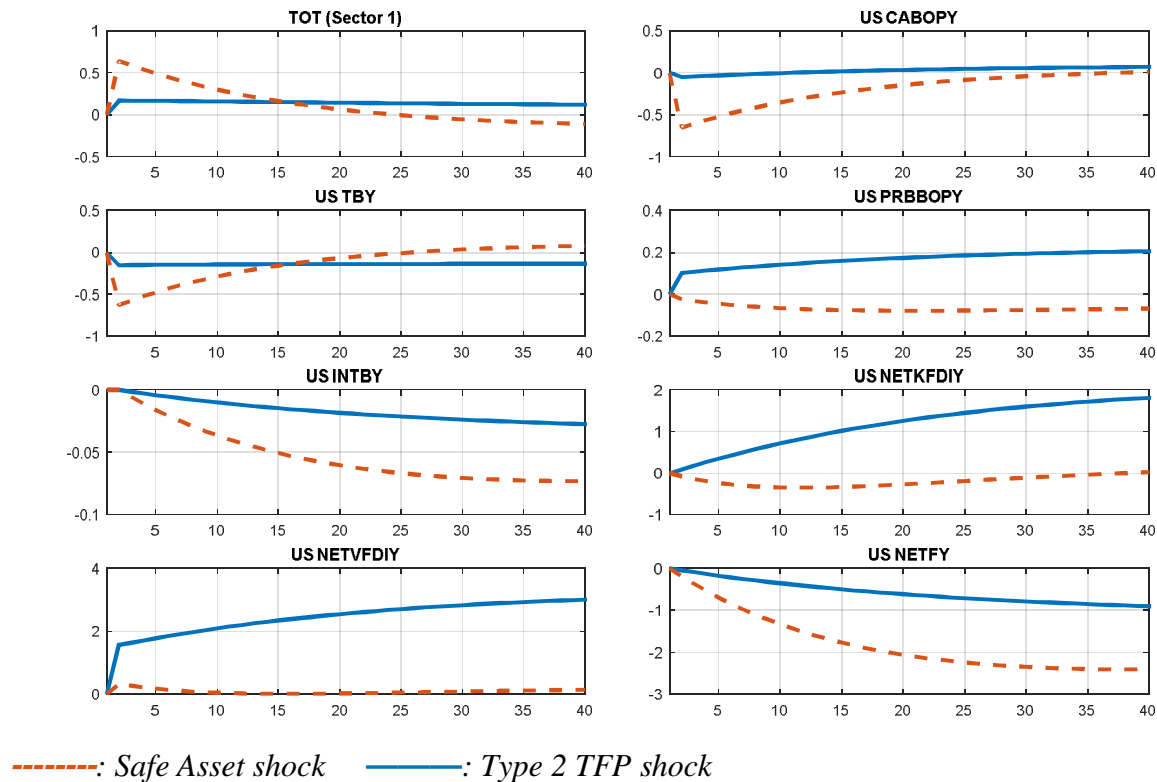 TOT (Sector 1)
1
0.5
0
-0.5
5 10 15 20 25 30 35 40
US CABOPY
0.5
0
-0.5
-1
5 10 15 20 25 30 35 40
US TBY
0.5
0
-0.5
-1
5 10 15 20 25 30 35 40
US PRBBOPY
0.4
0.2
0
-0.2
5 10 15 20 25 30 35 40
US INTBY
0
-0.05
-0.1
5 10 15 20 25 30 35 40
US NETKFDIY
2
1
0
-1
5 10 15 20 25 30 35 40
US NETVFDIY
4
2
0
5 10 15 20 25 30 35 40
US NETFY
0
-1
-2
-3
5 10 15 20 25 30 35 40
: Safe Asset shock : Type 2 TFP shock